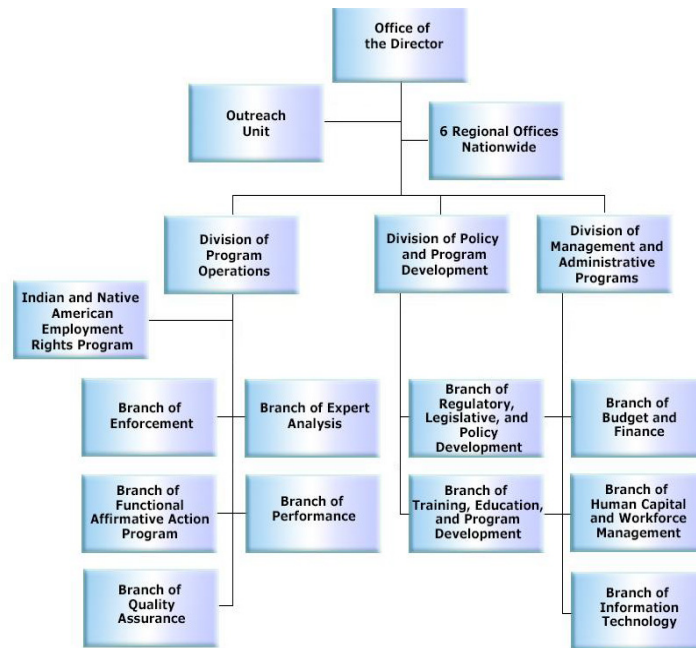 Office of
the Director
Outreach
Unit
6 Regional Offices
Nationwide
Division of
Program
Operations
Division of Policy
and Program
Development
Division of
Management and
Administrative
Programs
Indian and Native
American
Employment
Rights Program
Branch of
Enforcement
Branch of Expert
Analysis
Branch of
Regulatory,
Legislative, and
Policy
Development
Branch of
Budget and
Finance
Branch of
Functional
Affirmative Action
Program
Branch of
Performance
Branch of
Training, Education,
and Program
Development
Branch of
Human Capital
and Workforce
Management
Branch of
Quality
Assurance
Branch of
Information
Technology